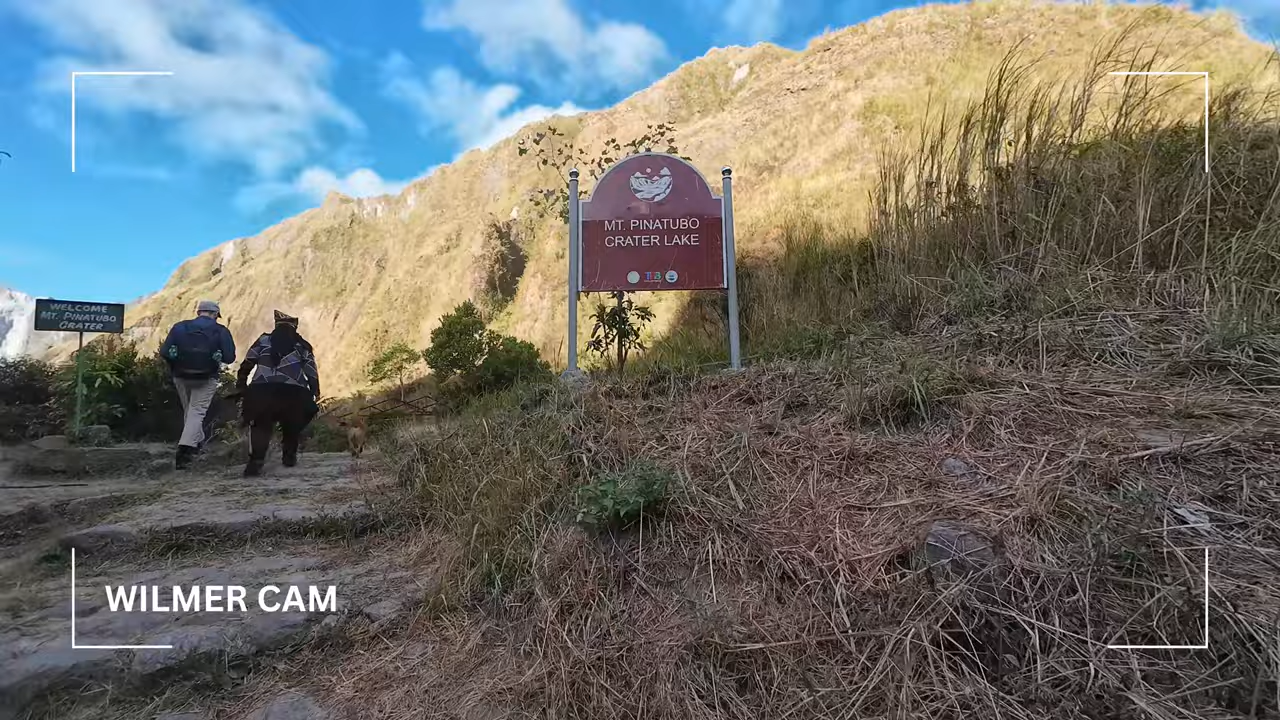 WELCOME
MT. PINATUBO
CRATER
MT. PINATUBO
CRATER LAKE
WILMER CAM